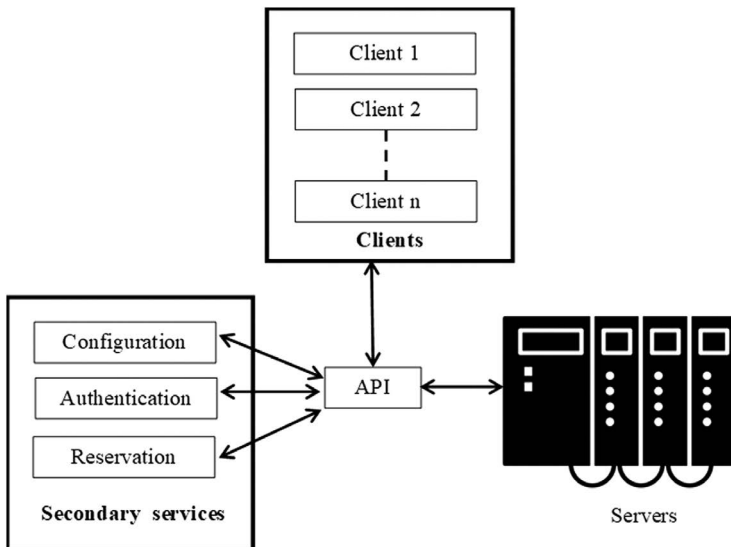 Client 1
Client 2
Client n
Clients
Configuration
Authentication
Reservation
Secondary services
API
Servers